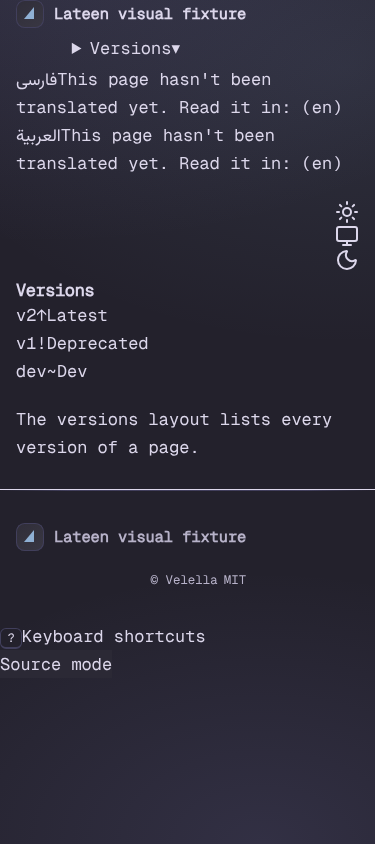 Lateen visual fixture
▶ Versions▾
فارسیThis page hasn't been
translated yet. Read it in: (en)
العربيةThis page hasn't been
translated yet. Read it in: (en)
Versions
v2↑Latest
v1!Deprecated
dev~Dev
The versions layout lists every
version of a page.
Lateen visual fixture
© Velella MIT
?Keyboard shortcuts
Source mode